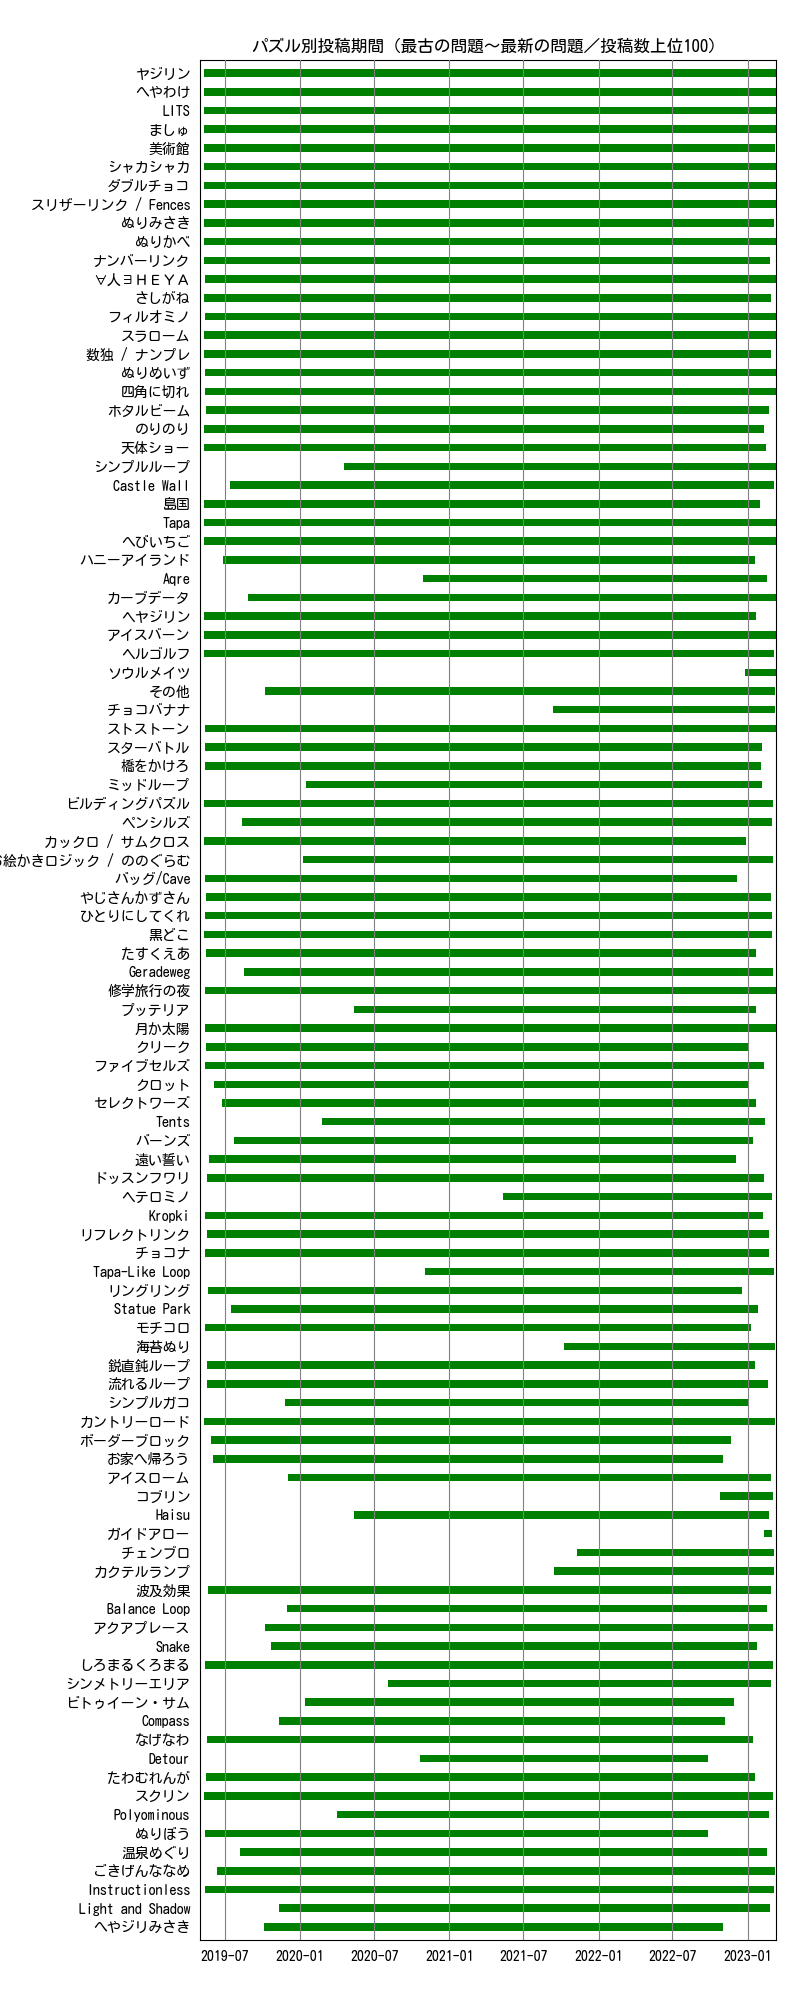 パズル別投稿期間（最古の問題～最新の問題／投稿数上位100）
ヤジリン
へやわけ
LITS
ましゅ
美術館
シャカシャカ
ダブルチョコ
スリザーリンク / Fences
ぬりみさき
ぬりかべ
ナンバーリンク
∀人∃ＨＥＹＡ
さしがね
フィルオミノ
スラローム
数独 / ナンプレ
ぬりめいず
四角に切れ
ホタルビーム
のりのり
天体ショー
シンプルループ
Castle Wall
島国
Tapa
へびいちご
ハニーアイランド
Aqre
カーブデータ
ヘヤジリン
アイスバーン
ヘルゴルフ
ソウルメイツ
その他
チョコバナナ
ストストーン
スターバトル
橋をかけろ
ミッドループ
ビルディングパズル
ペンシルズ
カックロ / サムクロス
絵かきロジック / ののぐらむ
バッグ/Cave
やじさんかずさん
ひとりにしてくれ
黒どこ
たすくえあ
Geradeweg
修学旅行の夜
プッテリア
月か太陽
クリーク
ファイブセルズ
クロット
セレクトワーズ
Tents
バーンズ
遠い誓い
ドッスンフワリ
ヘテロミノ
Kropki
リフレクトリンク
チョコナ
Tapa-Like Loop
リングリング
Statue Park
モチコロ
海苔ぬり
鋭直鈍ループ
流れるループ
シンプルガコ
カントリーロード
ボーダーブロック
お家へ帰ろう
アイスローム
コブリン
Haisu
ガイドアロー
チェンブロ
カクテルランプ
波及効果
Balance Loop
アクアプレース
Snake
しろまるくろまる
シンメトリーエリア
ビトゥイーン・サム
Compass
なげなわ
Detour
たわむれんが
スクリン
Polyominous
ぬりぼう
温泉めぐり
ごきげんななめ
Instructionless
Light and Shadow
へやジリみさき
2019-07 2020-01 2020-07 2021-01 2021-07 2022-01 2022-07 2023-01